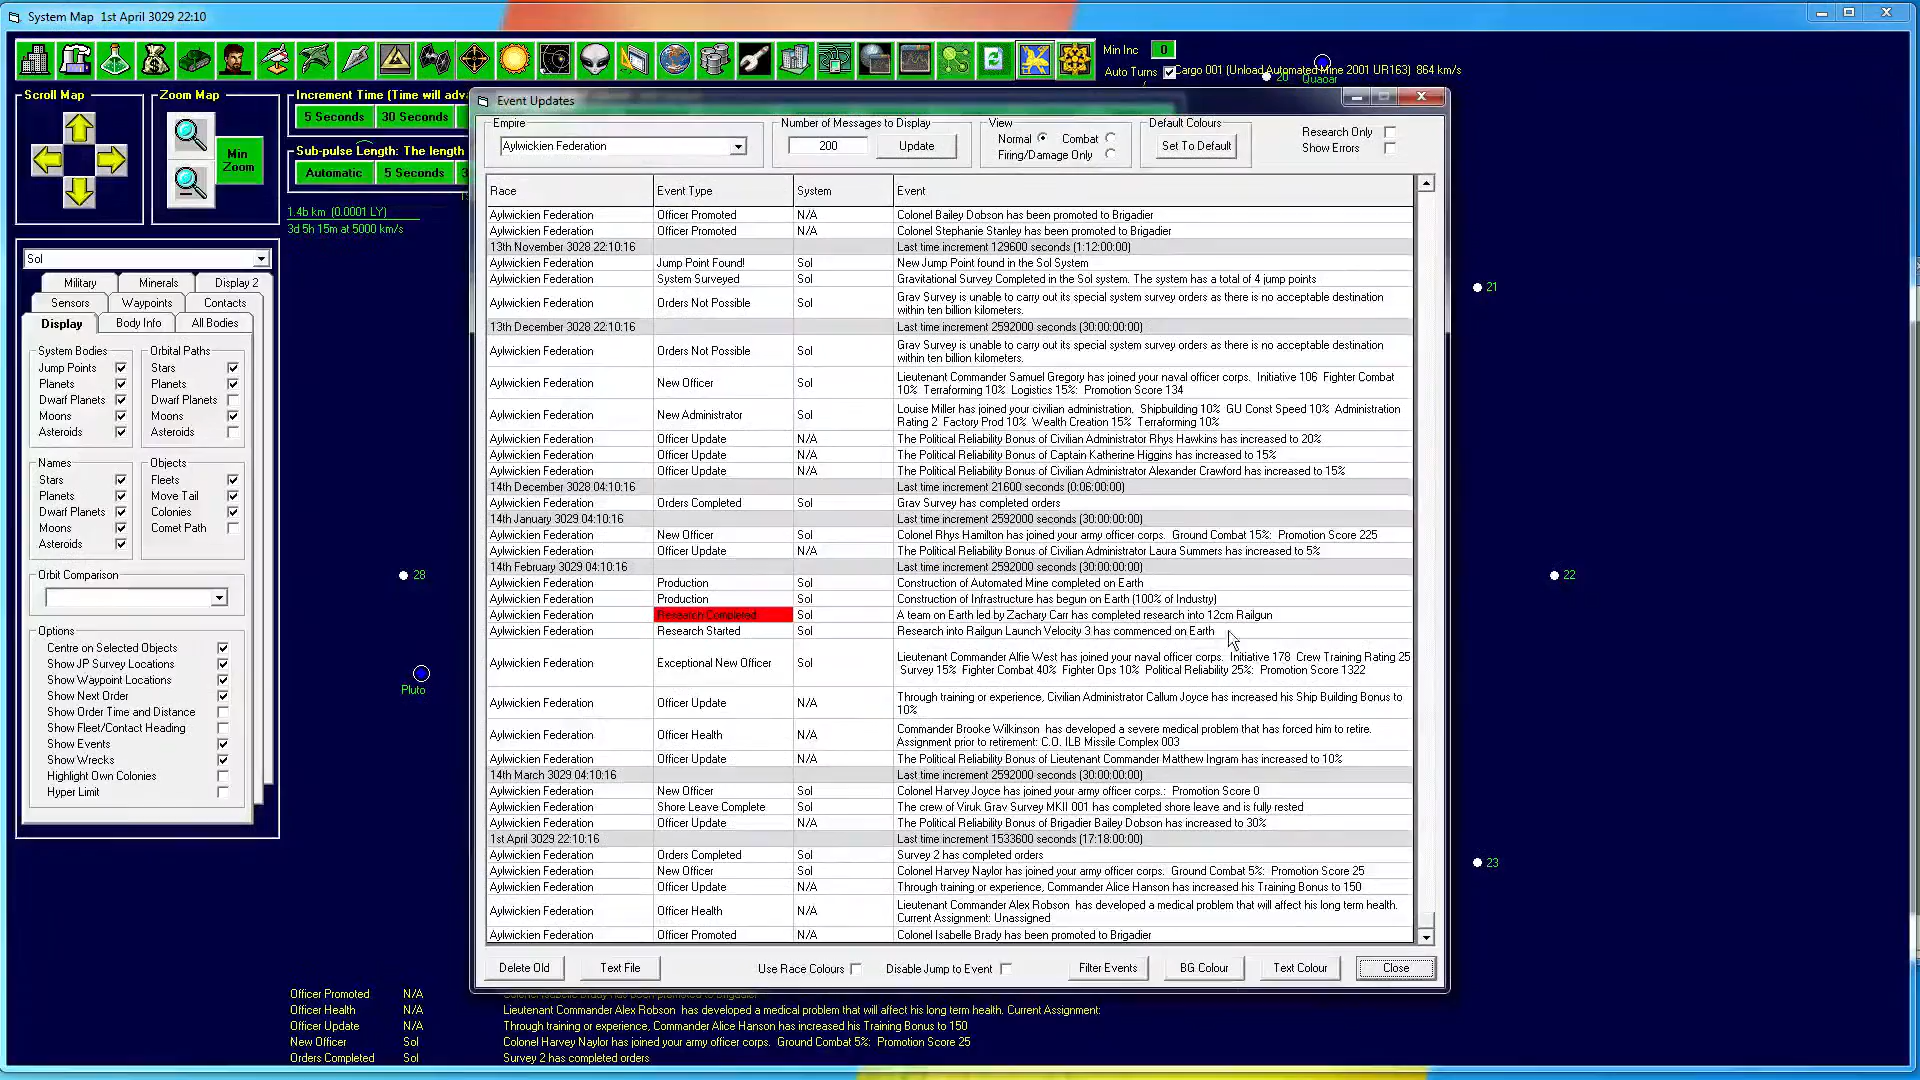 System Map  1st April 3029 22:10
Min Inc 0
Auto Turns
Cargo 001 (Unload Automated Mine 2001 UR163)  864 km/s
20
Quaoar
Scroll Map
Zoom Map
Min Zoom
Increment Time (Time will adv
5 Seconds
30 Seconds
Sub-pulse Length: The length
Automatic
5 Seconds
1.4b km  (0.0001 LY)
3d 5h 15m at 5000 km/s
Sol
Military
Minerals
Display 2
Sensors
Waypoints
Contacts
Display
Body Info
All Bodies
System Bodies
Jump Points
Planets
Dwarf Planets
Moons
Asteroids
Orbital Paths
Stars
Planets
Dwarf Planets
Moons
Asteroids
Names
Stars
Planets
Dwarf Planets
Moons
Asteroids
Objects
Fleets
Move Tail
Colonies
Comet Path
Orbit Comparison
Options
Centre on Selected Objects
Show JP Survey Locations
Show Waypoint Locations
Show Next Order
Show Order Time and Distance
Show Fleet/Contact Heading
Show Events
Show Wrecks
Highlight Own Colonies
Hyper Limit
28
Pluto
21
22
23
Event Updates
Empire
Aylwickien Federation
Number of Messages to Display
200
Update
View
Normal
Combat
Firing/Damage Only
Default Colours
Set To Default
Research Only
Show Errors
Race Event Type System Event
Aylwickien Federation Officer Promoted N/A Colonel Bailey Dobson has been promoted to Brigadier
Aylwickien Federation Officer Promoted N/A Colonel Stephanie Stanley has been promoted to Brigadier
13th November 3028 22:10:16 Last time increment 129600 seconds (1:12:00:00)
Aylwickien Federation Jump Point Found! Sol New Jump Point found in the Sol System
Aylwickien Federation System Surveyed Sol Gravitational Survey Completed in the Sol system. The system has a total of 4 jump points
Aylwickien Federation Orders Not Possible Sol Grav Survey is unable to carry out its special system survey orders as there is no acceptable destination
within ten billion kilometers.
13th December 3028 22:10:16 Last time increment 2592000 seconds (30:00:00:00)
Aylwickien Federation Orders Not Possible Sol Grav Survey is unable to carry out its special system survey orders as there is no acceptable destination
within ten billion kilometers.
Aylwickien Federation New Officer Sol Lieutenant Commander Samuel Gregory has joined your naval officer corps.  Initiative 106  Fighter Combat
10%  Terraforming 10%  Logistics 15%:  Promotion Score 134
Aylwickien Federation New Administrator Sol Louise Miller has joined your civilian administration.  Shipbuilding 10%  GU Const Speed 10%  Administration
Rating 2  Factory Prod 10%  Wealth Creation 15%  Terraforming 10%
Aylwickien Federation Officer Update N/A The Political Reliability Bonus of Civilian Administrator Rhys Hawkins has increased to 20%
Aylwickien Federation Officer Update N/A The Political Reliability Bonus of Captain Katherine Higgins has increased to 15%
Aylwickien Federation Officer Update N/A The Political Reliability Bonus of Civilian Administrator Alexander Crawford has increased to 15%
14th December 3028 04:10:16 Last time increment 21600 seconds (0:06:00:00)
Aylwickien Federation Orders Completed Sol Grav Survey has completed orders
14th January 3029 04:10:16 Last time increment 2592000 seconds (30:00:00:00)
Aylwickien Federation New Officer Sol Colonel Rhys Hamilton has joined your army officer corps.  Ground Combat 15%:  Promotion Score 225
Aylwickien Federation Officer Update N/A The Political Reliability Bonus of Civilian Administrator Laura Summers has increased to 5%
14th February 3029 04:10:16 Last time increment 2592000 seconds (30:00:00:00)
Aylwickien Federation Production Sol Construction of Automated Mine completed on Earth
Aylwickien Federation Production Sol Construction of Infrastructure has begun on Earth (100% of Industry)
Aylwickien Federation Research Completed Sol A team on Earth led by Zachary Carr has completed research into 12cm Railgun
Aylwickien Federation Research Started Sol Research into Railgun Launch Velocity 3 has commenced on Earth
Aylwickien Federation Exceptional New Officer Sol Lieutenant Commander Alfie West has joined your naval officer corps.  Initiative 178  Crew Training Rating 25
Survey 15%  Fighter Combat 40%  Fighter Ops 10%  Political Reliability 25%:  Promotion Score 1322
Aylwickien Federation Officer Update N/A Through training or experience, Civilian Administrator Callum Joyce has increased his Ship Building Bonus to
10%
Aylwickien Federation Officer Health N/A Commander Brooke Wilkinson  has developed a severe medical problem that has forced him to retire.
Assignment prior to retirement: C.O. ILB Missile Complex 003
Aylwickien Federation Officer Update N/A The Political Reliability Bonus of Lieutenant Commander Matthew Ingram has increased to 10%
14th March 3029 04:10:16 Last time increment 2592000 seconds (30:00:00:00)
Aylwickien Federation New Officer Sol Colonel Harvey Joyce has joined your army officer corps.:  Promotion Score 0
Aylwickien Federation Shore Leave Complete Sol The crew of Viruk Grav Survey MKII 001 has completed shore leave and is fully rested
Aylwickien Federation Officer Update N/A The Political Reliability Bonus of Brigadier Bailey Dobson has increased to 30%
1st April 3029 22:10:16 Last time increment 1533600 seconds (17:18:00:00)
Aylwickien Federation Orders Completed Sol Survey 2 has completed orders
Aylwickien Federation New Officer Sol Colonel Harvey Naylor has joined your army officer corps.  Ground Combat 5%:  Promotion Score 25
Aylwickien Federation Officer Update N/A Through training or experience, Commander Alice Hanson has increased his Training Bonus to 150
Aylwickien Federation Officer Health N/A Lieutenant Commander Alex Robson  has developed a medical problem that will affect his long term health.
Current Assignment: Unassigned
Aylwickien Federation Officer Promoted N/A Colonel Isabelle Brady has been promoted to Brigadier
Delete Old
Text File
Use Race Colours
Disable Jump to Event
Filter Events
BG Colour
Text Colour
Close
Officer Promoted N/A Colonel Isabelle Brady has been promoted to Brigadier
Officer Health N/A Lieutenant Commander Alex Robson  has developed a medical problem that will affect his long term health. Current Assignment:
Officer Update N/A Through training or experience, Commander Alice Hanson has increased his Training Bonus to 150
New Officer Sol Colonel Harvey Naylor has joined your army officer corps.  Ground Combat 5%:  Promotion Score 25
Orders Completed Sol Survey 2 has completed orders